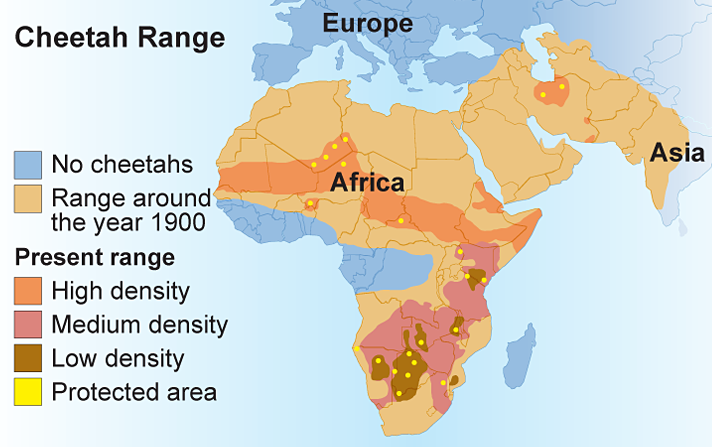 Cheetah Range
Europe
Asia
Africa
No cheetahs
Range around
the year 1900
Present range
High density
Medium density
Low density
Protected area